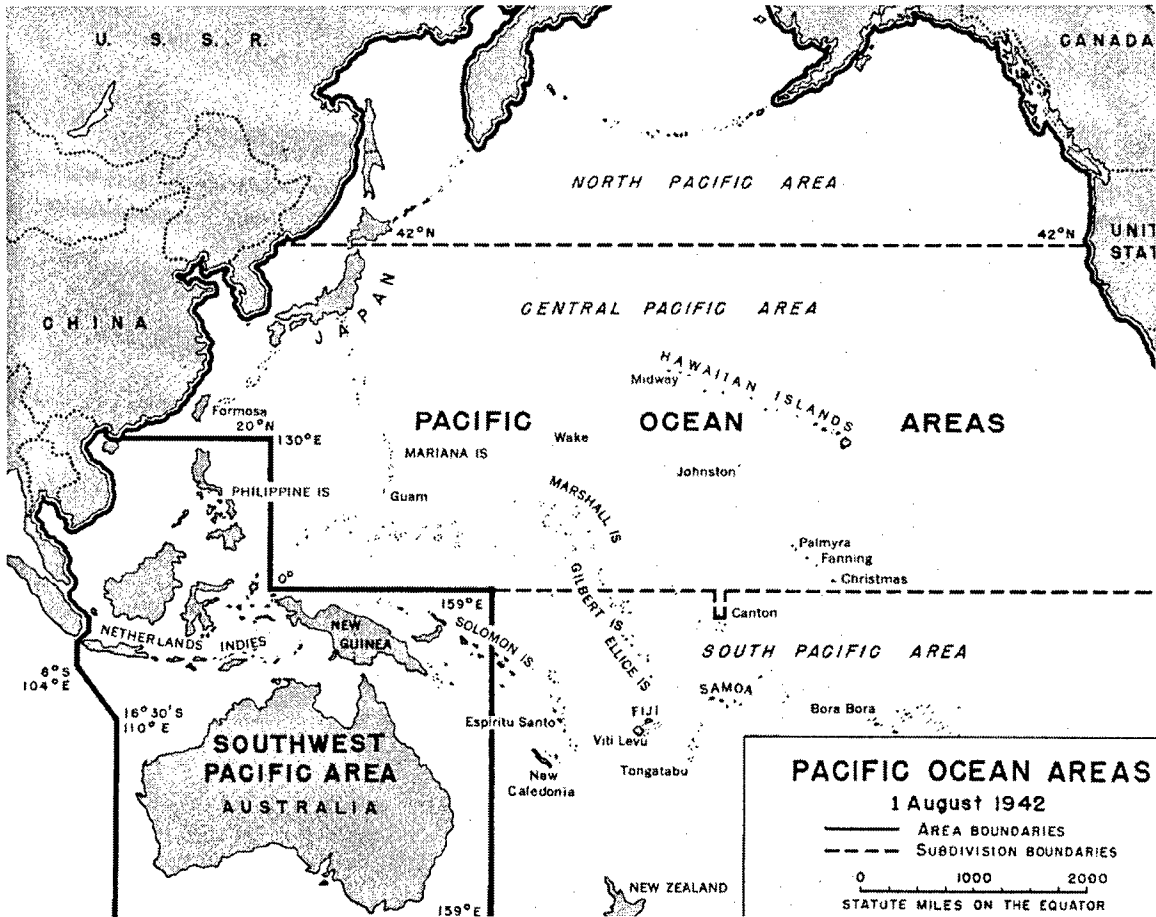 U. S. S. R.
CANADA
NORTH PACIFIC AREA
42°N
42°N
UNIT
STAT
CHINA
JAPAN
CENTRAL PACIFIC AREA
HAWAIIAN ISLANDS
Midway
Formosa
20°N
130°E
PACIFIC OCEAN AREAS
Wake
MARIANA IS
Johnston
PHILIPPINE IS
Guam
MARSHALL IS
Palmyra
Fanning
Christmas
0°
159°E
GILBERT IS
Canton
NETHERLANDS INDIES
NEW
GUINEA
SOLOMON IS
ELLICE IS
SOUTH PACIFIC AREA
6°S
104°E
SAMOA
16°30'S
110°E
Espiritu Santo
FIJI
Bora Bora
Viti Levu
SOUTHWEST
PACIFIC AREA
AUSTRALIA
New
Caledonia
Tongatabu
NEW ZEALAND
159°E
PACIFIC OCEAN AREAS
1 August 1942
AREA BOUNDARIES
SUBDIVISION BOUNDARIES
0 1000 2000
STATUTE MILES ON THE EQUATOR